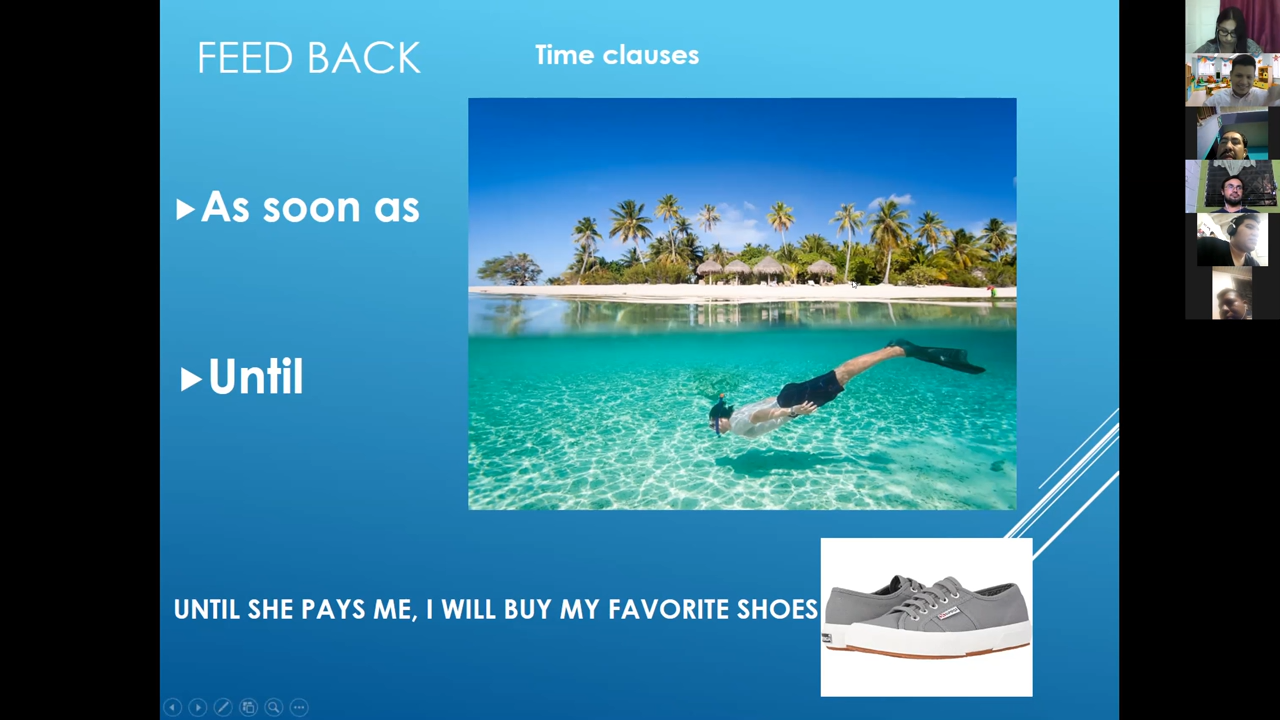 FEED BACK
Time clauses
As soon as
Until
UNTIL SHE PAYS ME, I WILL BUY MY FAVORITE SHOES